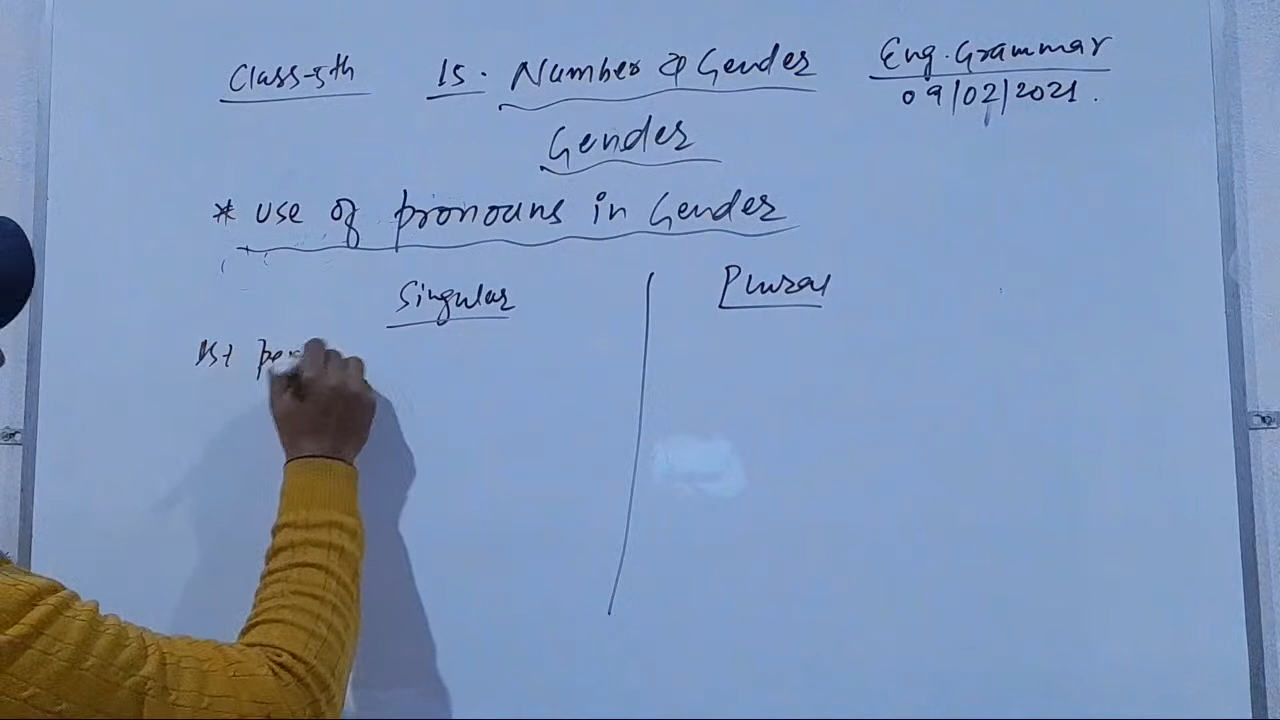 Class-5th 15. Number & Gender Eng. Grammar
09/02/2021.
Gender
* use of pronouns in Gender
Singular Plural
1st per